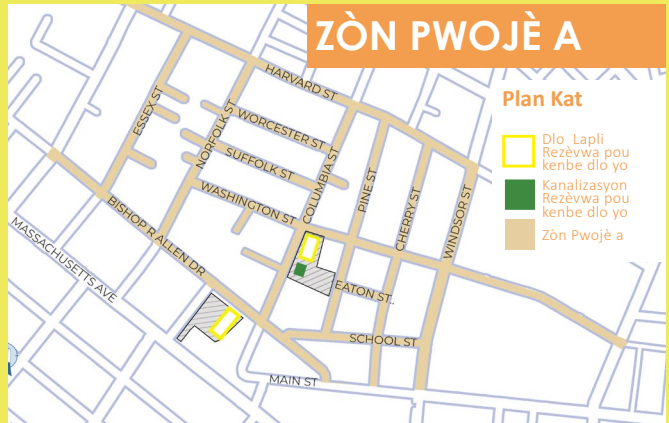 ZÒN PWOJÈ A
Plan Kat
Dlo Lapli
Rezèvwa pou
kenbe dlo yo
Kanalizasyon
Rezèvwa pou
kenbe dlo yo
Zòn Pwojè a
HARVARD ST
ESSEX ST
NORFOLK ST
WORCESTER ST
SUFFOLK ST
COLUMBIA ST
WASHINGTON ST
PINE ST
CHERRY ST
WINDSOR ST
BISHOP R ALLEN DR
MASSACHUSETTS AVE
EATON ST.
SCHOOL ST
MAIN ST